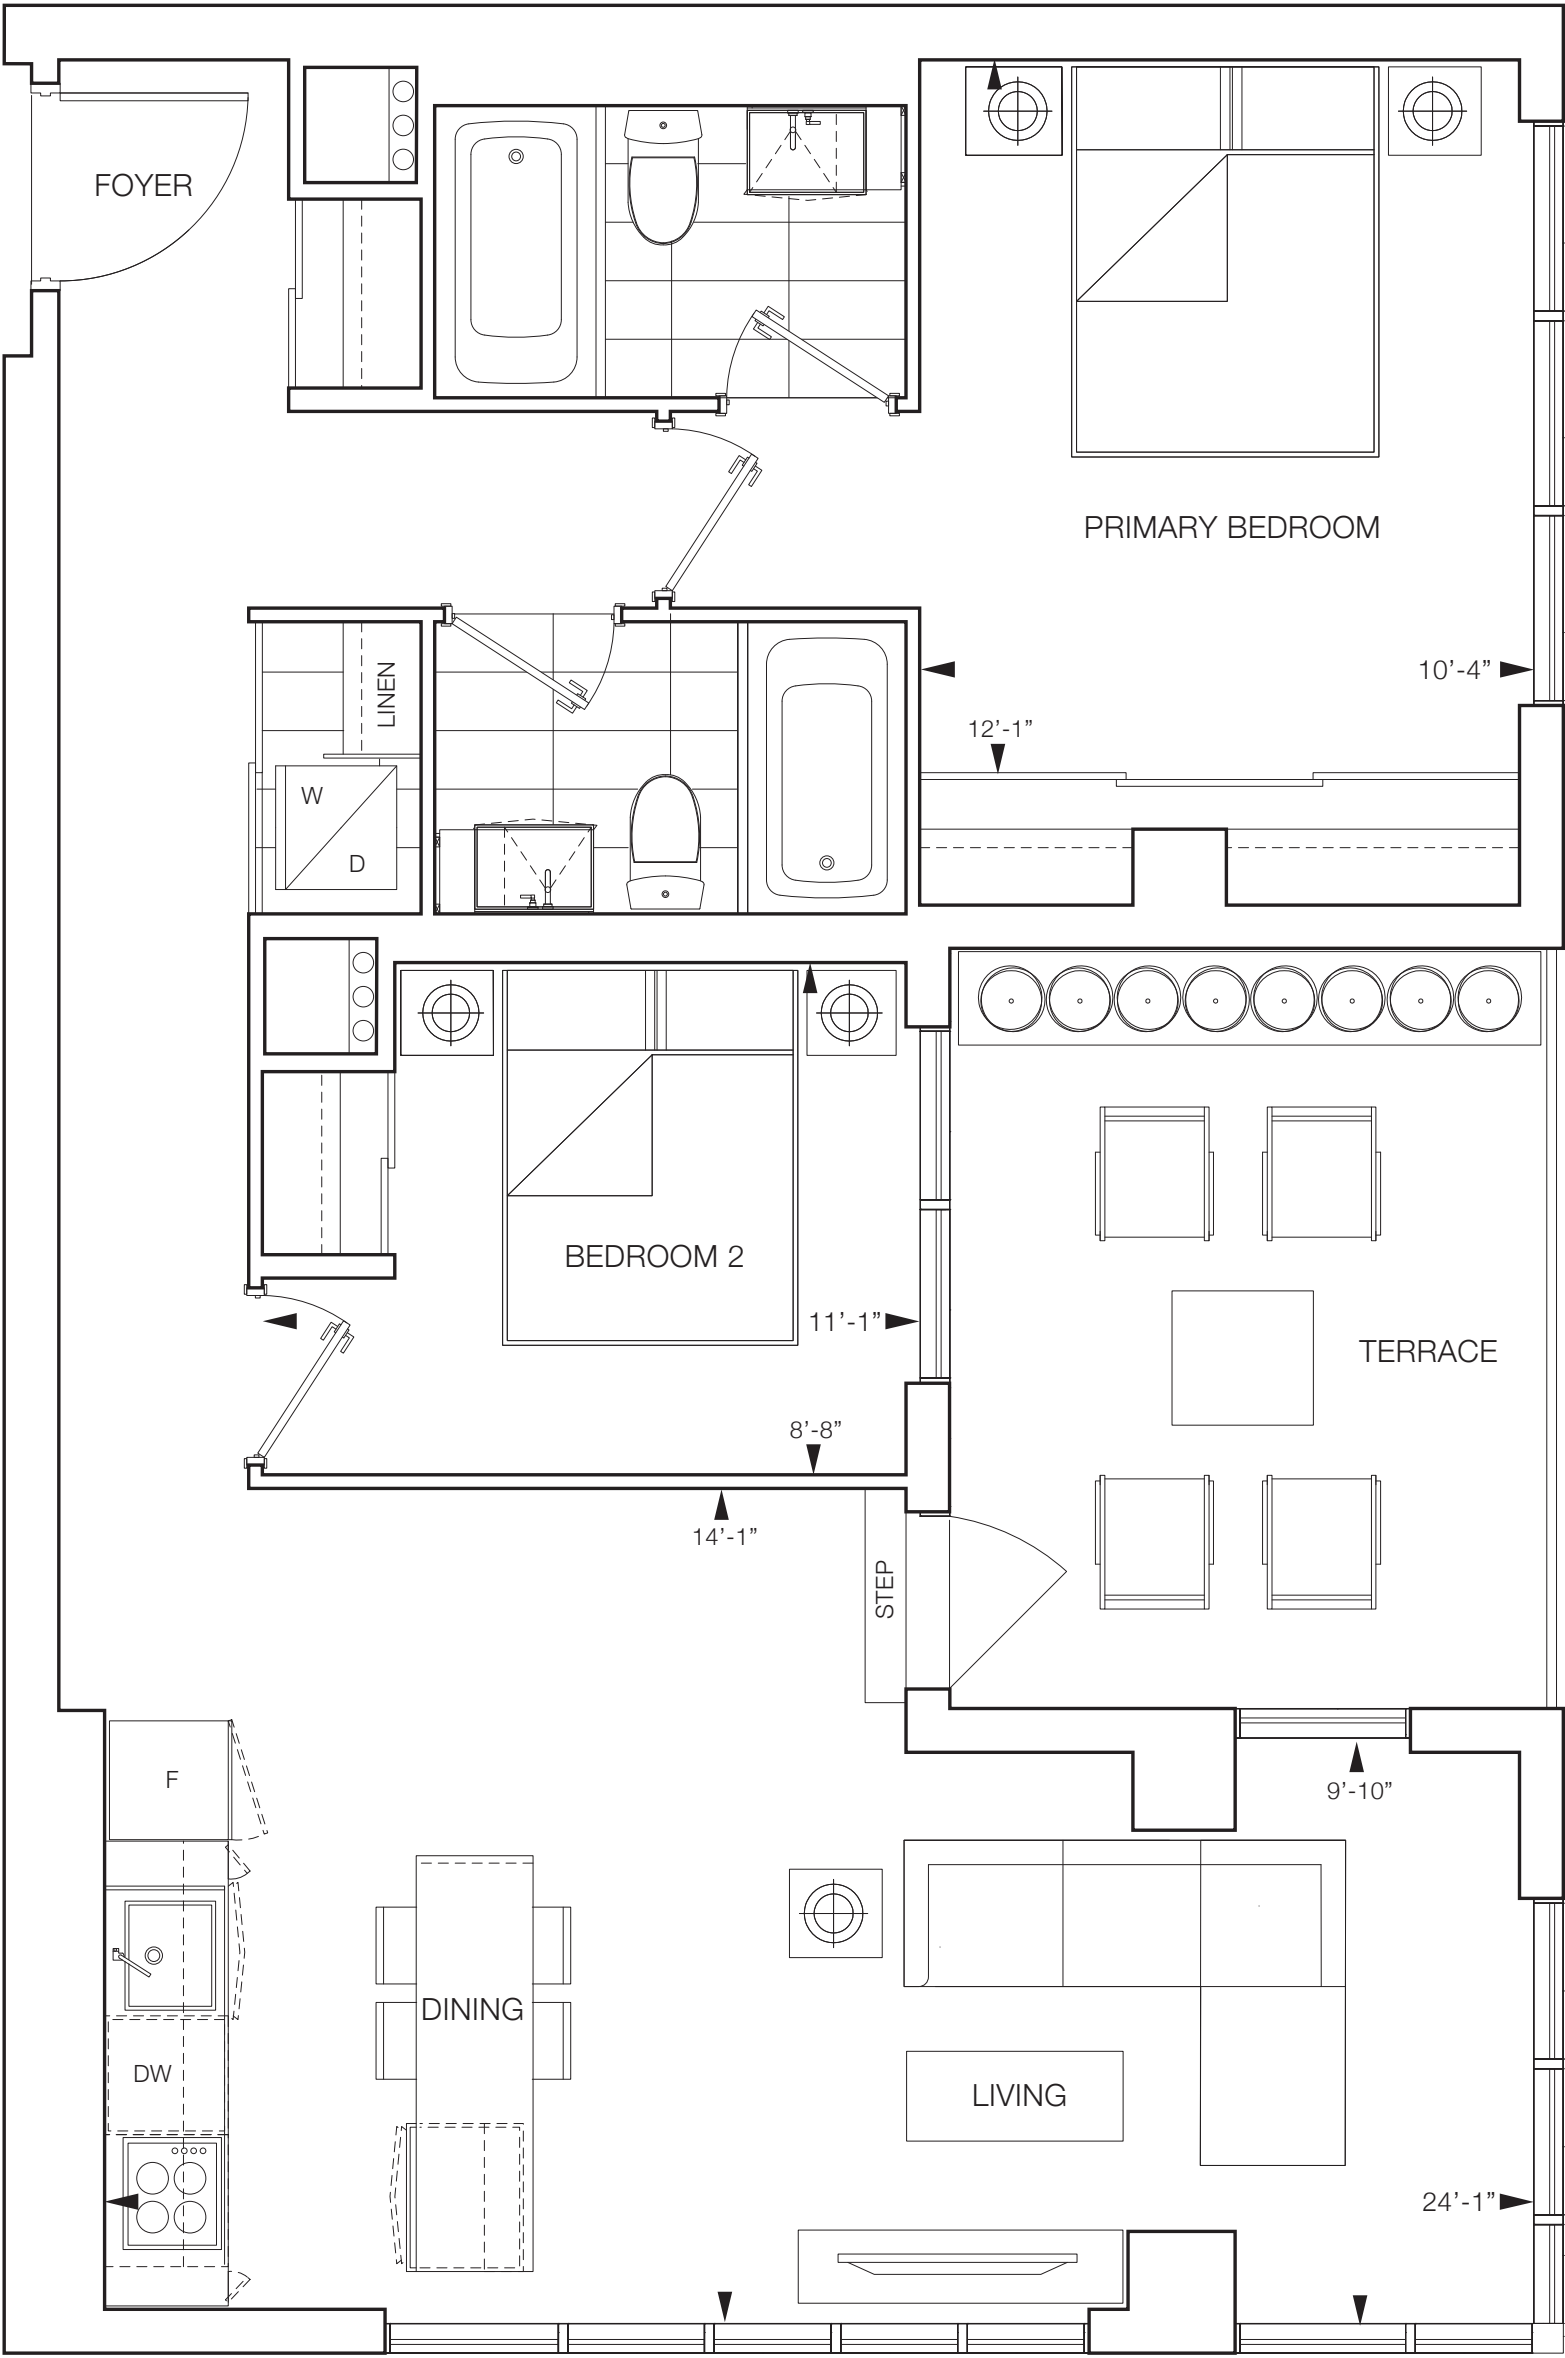 FOYER
PRIMARY BEDROOM
LINEN
10’-4”
12’-1”
W
D
BEDROOM 2
11’-1”
TERRACE
8’-8”
14’-1”
STEP
F
9’-10”
DINING
DW
LIVING
24’-1”